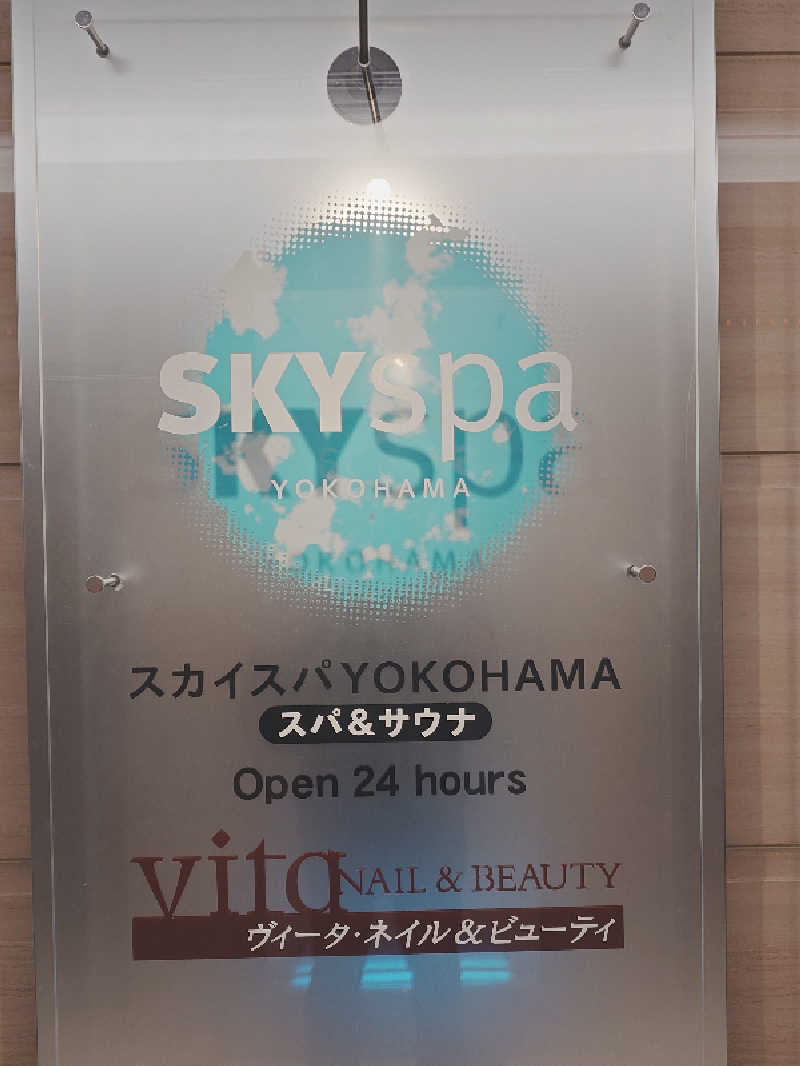 SKYspa
YOKOHAMA
スカイスパYOKOHAMA
スパ&サウナ
Open 24 hours
vita NAIL & BEAUTY
ヴィータ・ネイル&ビューティ